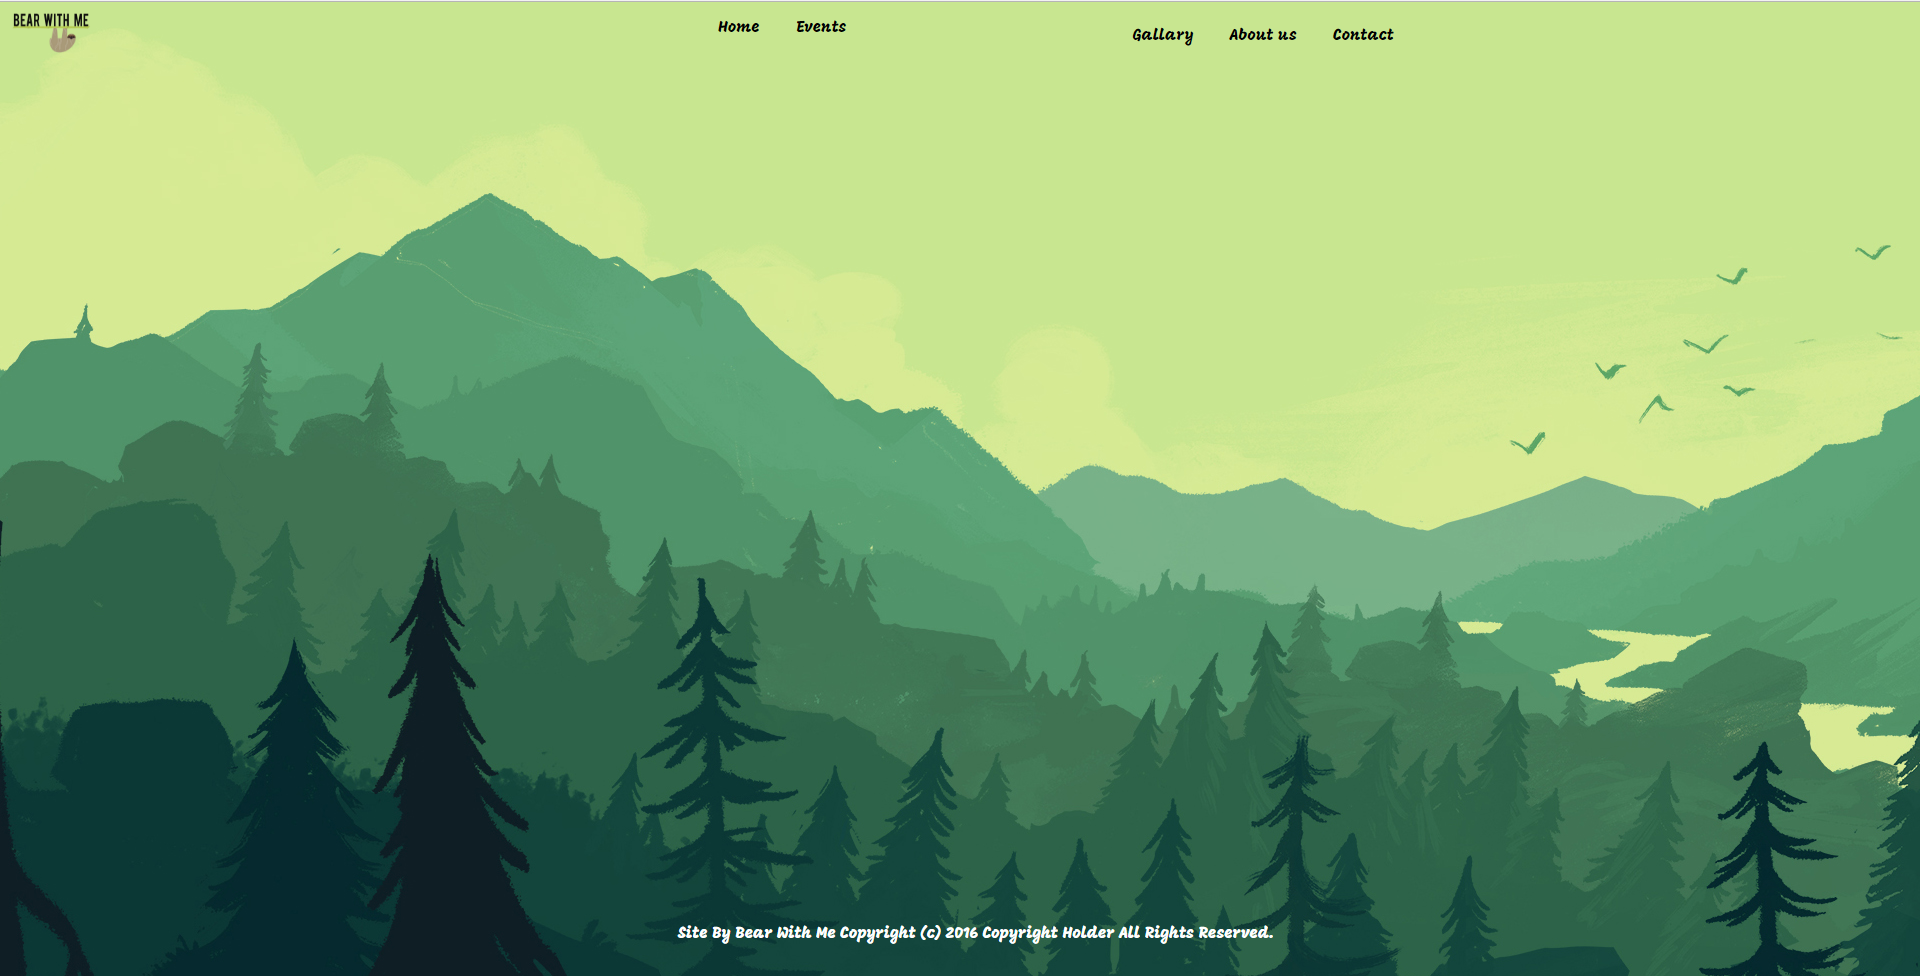 BEAR WITH ME
Home Events
Gallary About us Contact
Site By Bear With Me Copyright (c) 2016 Copyright Holder All Rights Reserved.